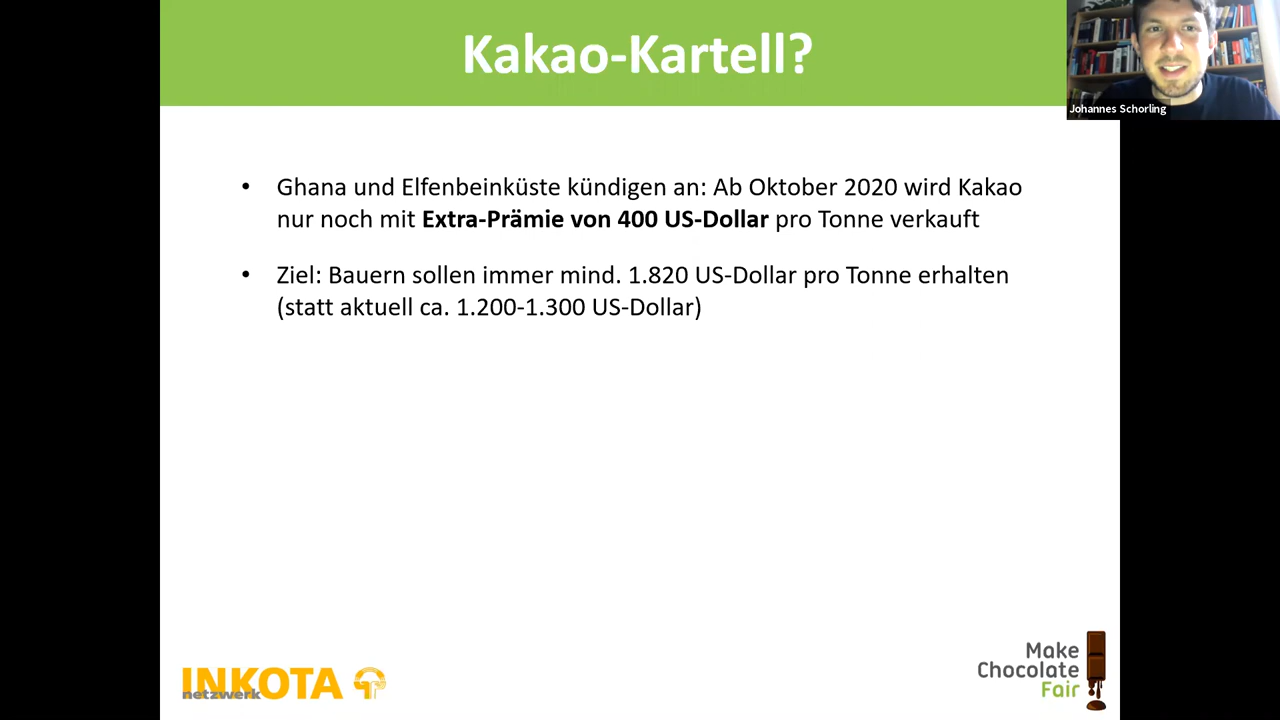 Kakao-Kartell?
Johannes Schorling
• Ghana und Elfenbeinküste kündigen an: Ab Oktober 2020 wird Kakao
nur noch mit Extra-Prämie von 400 US-Dollar pro Tonne verkauft
• Ziel: Bauern sollen immer mind. 1.820 US-Dollar pro Tonne erhalten
(statt aktuell ca. 1.200-1.300 US-Dollar)
INKOTA
netzwerk
Make
Chocolate
Fair